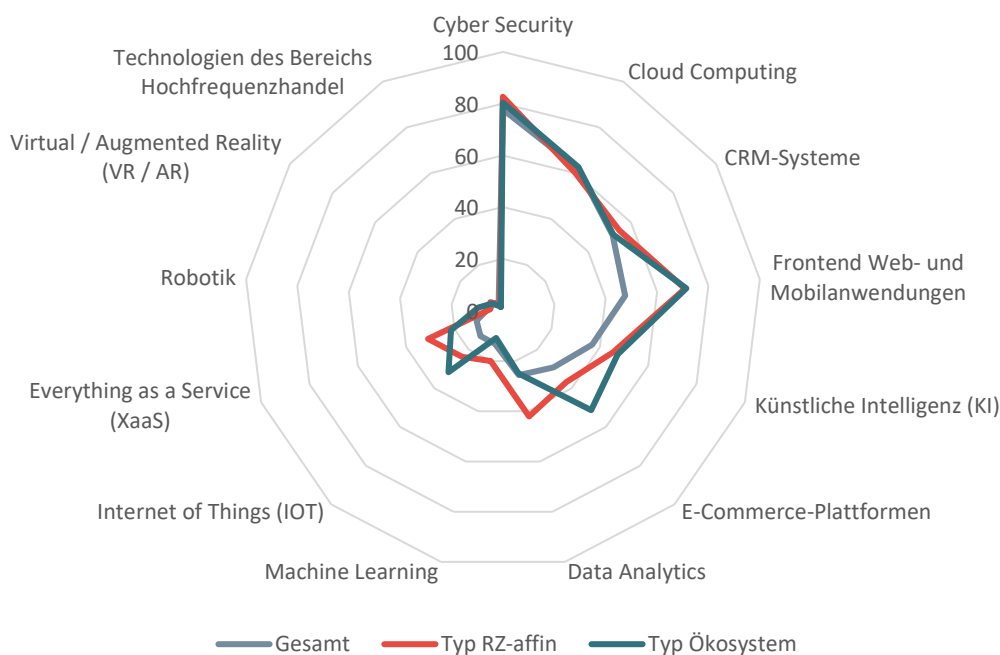 Cyber Security
Cloud Computing
CRM-Systeme
Frontend Web- und
Mobilanwendungen
Künstliche Intelligenz (KI)
E-Commerce-Plattformen
Data Analytics
Machine Learning
Internet of Things (IOT)
Everything as a Service
(XaaS)
Robotik
Virtual / Augmented Reality
(VR / AR)
Technologien des Bereichs
Hochfrequenzhandel
100
80
60
40
20
0
Gesamt
Typ RZ-affin
Typ Ökosystem